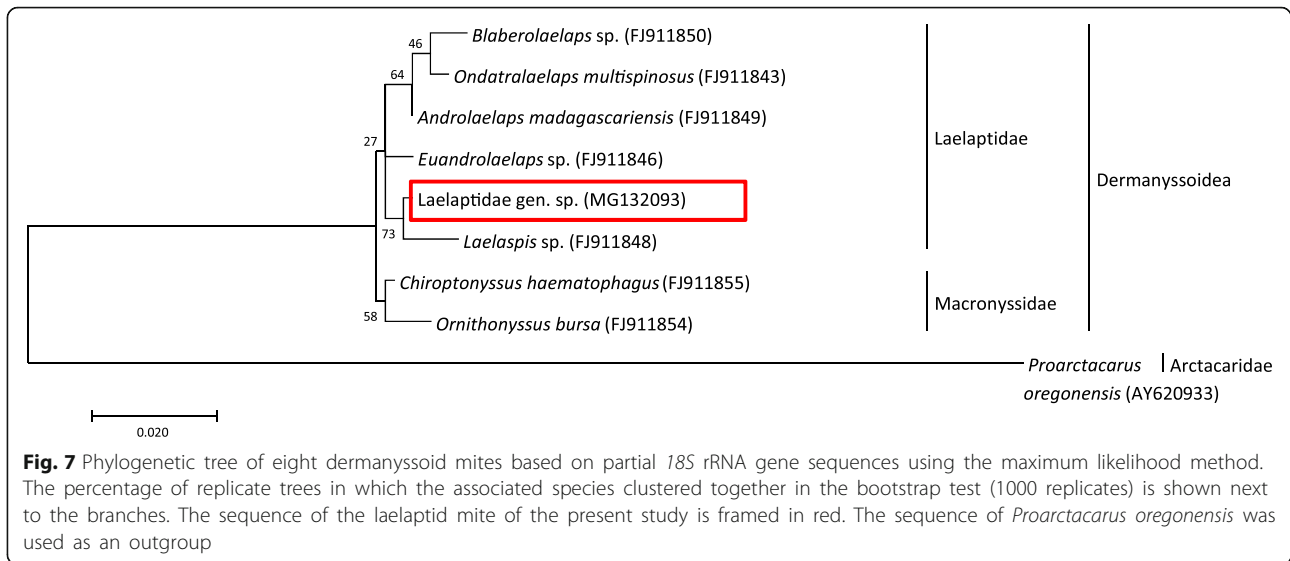 46
Blaberolaelaps sp. (FJ911850)
64
Ondatralaelaps multispinosus (FJ911843)
Androlaelaps madagascariensis (FJ911849)
Laelaptidae
27
Euandrolaelaps sp. (FJ911846)
Dermanyssoidea
Laelaptidae gen. sp. (MG132093)
73
Laelaspis sp. (FJ911848)
Chiroptonyssus haematophagus (FJ911855)
Macronyssidae
58
Ornithonyssus bursa (FJ911854)
Proarctacarus
Arctacaridae
oregonensis (AY620933)
0.020
Fig. 7 Phylogenetic tree of eight dermanyssoid mites based on partial 18S rRNA gene sequences using the maximum likelihood method.
The percentage of replicate trees in which the associated species clustered together in the bootstrap test (1000 replicates) is shown next
to the branches. The sequence of the laelaptid mite of the present study is framed in red. The sequence of Proarctacarus oregonensis was
used as an outgroup